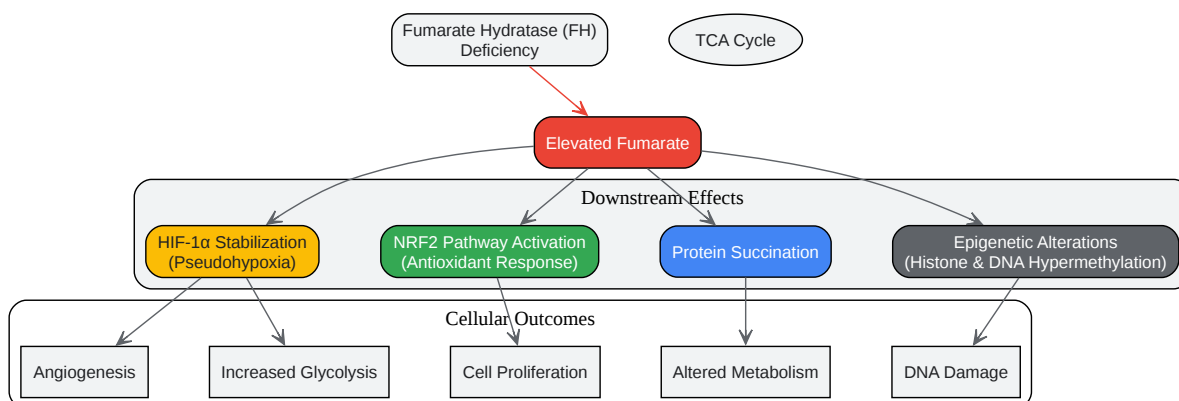 Fumarate Hydratase (FH)
Deficiency
TCA Cycle
Elevated Fumarate
Downstream Effects
HIF-1α Stabilization
(Pseudohypoxia)
NRF2 Pathway Activation
(Antioxidant Response)
Protein Succination
Epigenetic Alterations
(Histone & DNA Hypermethylation)
Cellular Outcomes
Angiogenesis
Increased Glycolysis
Cell Proliferation
Altered Metabolism
DNA Damage